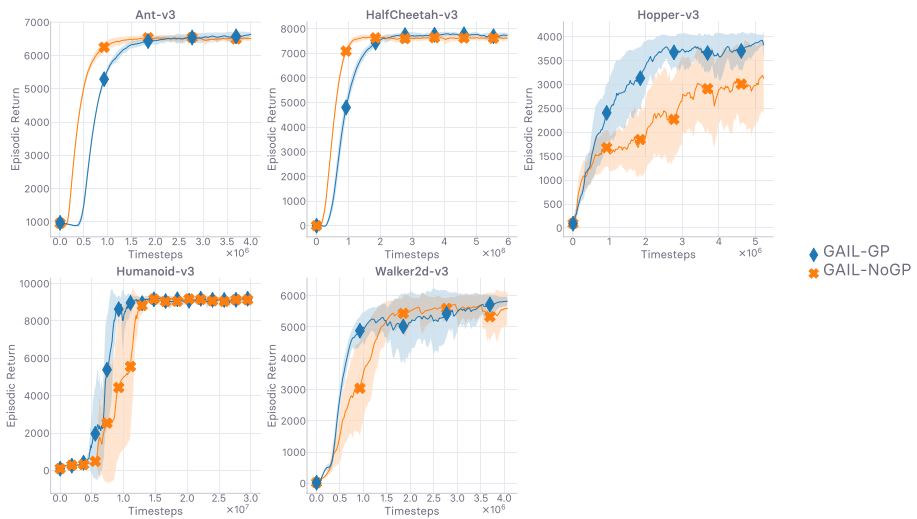 Ant-v3
7000
6000
5000
4000
3000
2000
1000
Episodic Return
0.0 0.5 1.0 1.5 2.0 2.5 3.0 3.5 4.0
Timesteps
×10⁶
HalfCheetah-v3
8000
7000
6000
5000
4000
3000
2000
1000
0
Episodic Return
0 1 2 3 4 5 6
Timesteps
×10⁶
Hopper-v3
4000
3500
3000
2500
2000
1500
1000
500
0
Episodic Return
0 1 2 3 4 5
Timesteps
×10⁶
GAIL-GP
GAIL-NoGP
Humanoid-v3
10000
8000
6000
4000
2000
0
Episodic Return
0.0 0.5 1.0 1.5 2.0 2.5 3.0
Timesteps
×10⁷
Walker2d-v3
6000
5000
4000
3000
2000
1000
0
Episodic Return
0.0 0.5 1.0 1.5 2.0 2.5 3.0 3.5 4.0
Timesteps
×10⁶